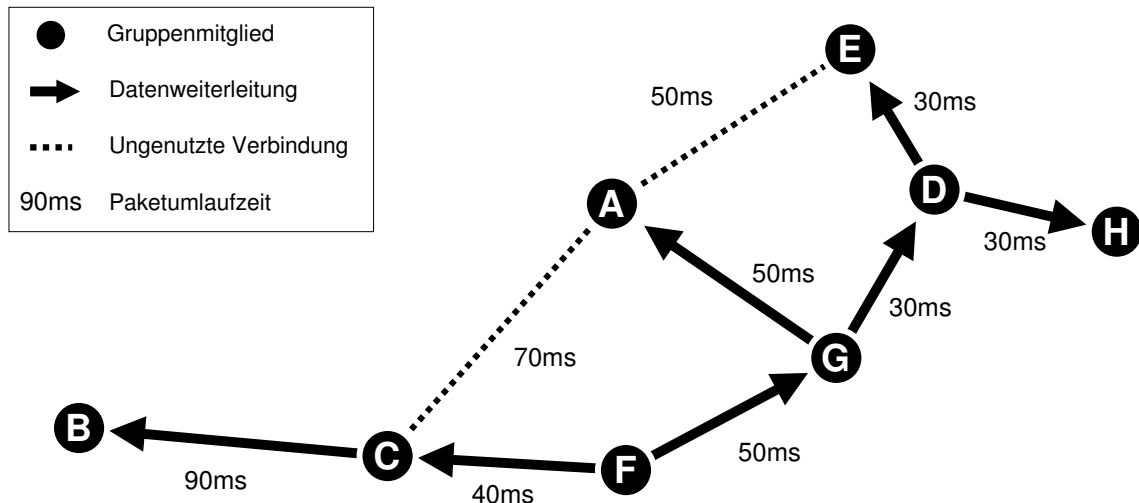 Gruppenmitglied
Datenweiterleitung
Ungenutzte Verbindung
90ms Paketumlaufzeit
E
50ms
30ms
A
D
H
30ms
50ms
30ms
70ms
G
B
C
F
50ms
90ms
40ms